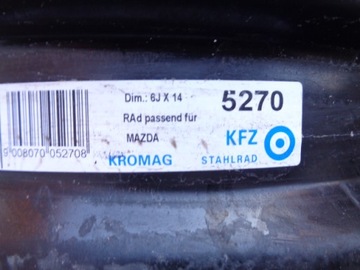 Dim.: 6J X 14
5270
RAd passend für
MAZDA
KFZ
KROMAG
STAHLRAD
9 008070 052708